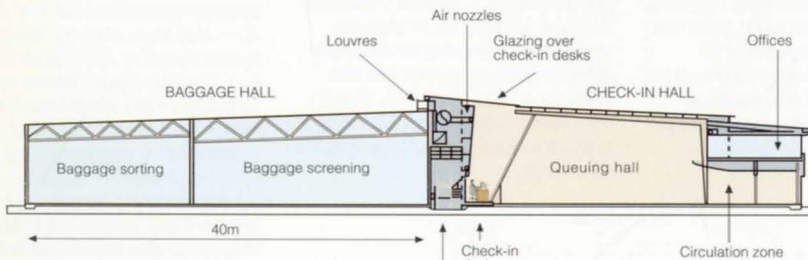 Air nozzles
Louvres
Glazing over
check-in desks
Offices
BAGGAGE HALL
CHECK-IN HALL
Baggage sorting
Baggage screening
Queuing hall
40m
Check-in
Circulation zone